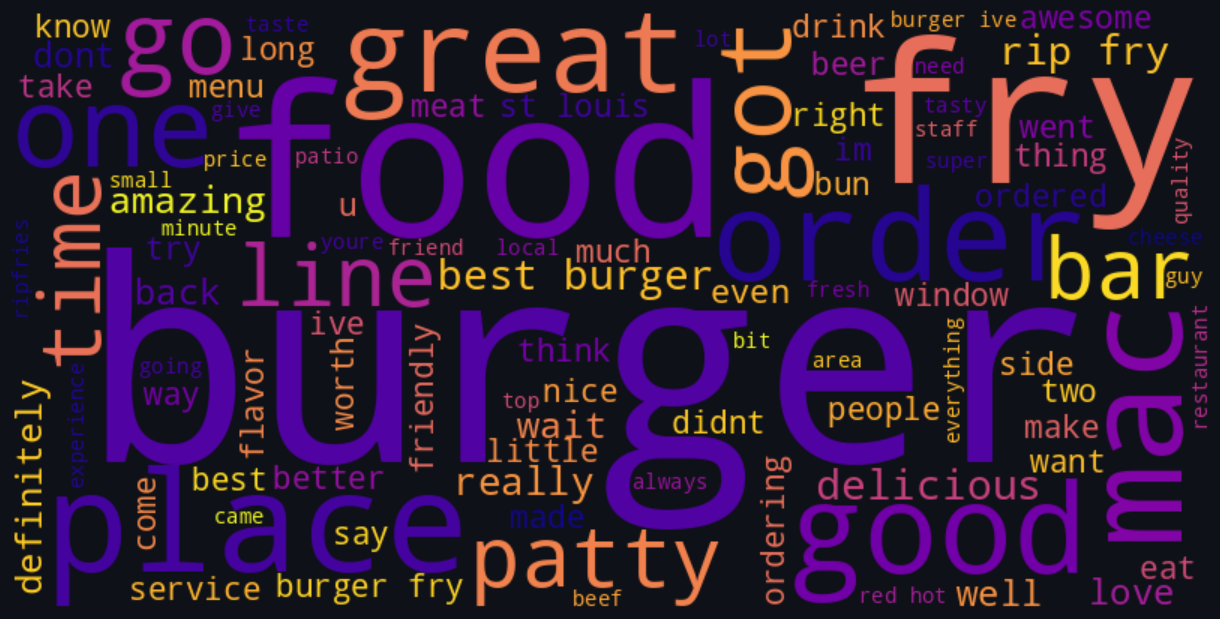 know
dont
take
go
taste
long
menu
great
lot
got
drink
burger ive
awesome
beer
need
rip fry
fry
one
give
food
meat
st louis
right
tasty
staff
went
thing
im
super
price
patio
bun
ordered
quality
small
amazing
minute
u
time
ripfries
try
youre
friend
local
much
order
cheese
bar
guy
back
line
best burger
even
fresh
window
burger
ive
think
bit
area
everything
side
restaurant
mac
going
way
flavor
worth
friendly
top
nice
wait
little
didnt
people
two
make
want
definitely
experience
place
come
best
better
really
always
delicious
came
say
made
ordering
good
service
burger fry
patty
beef
red hot
well
eat
love